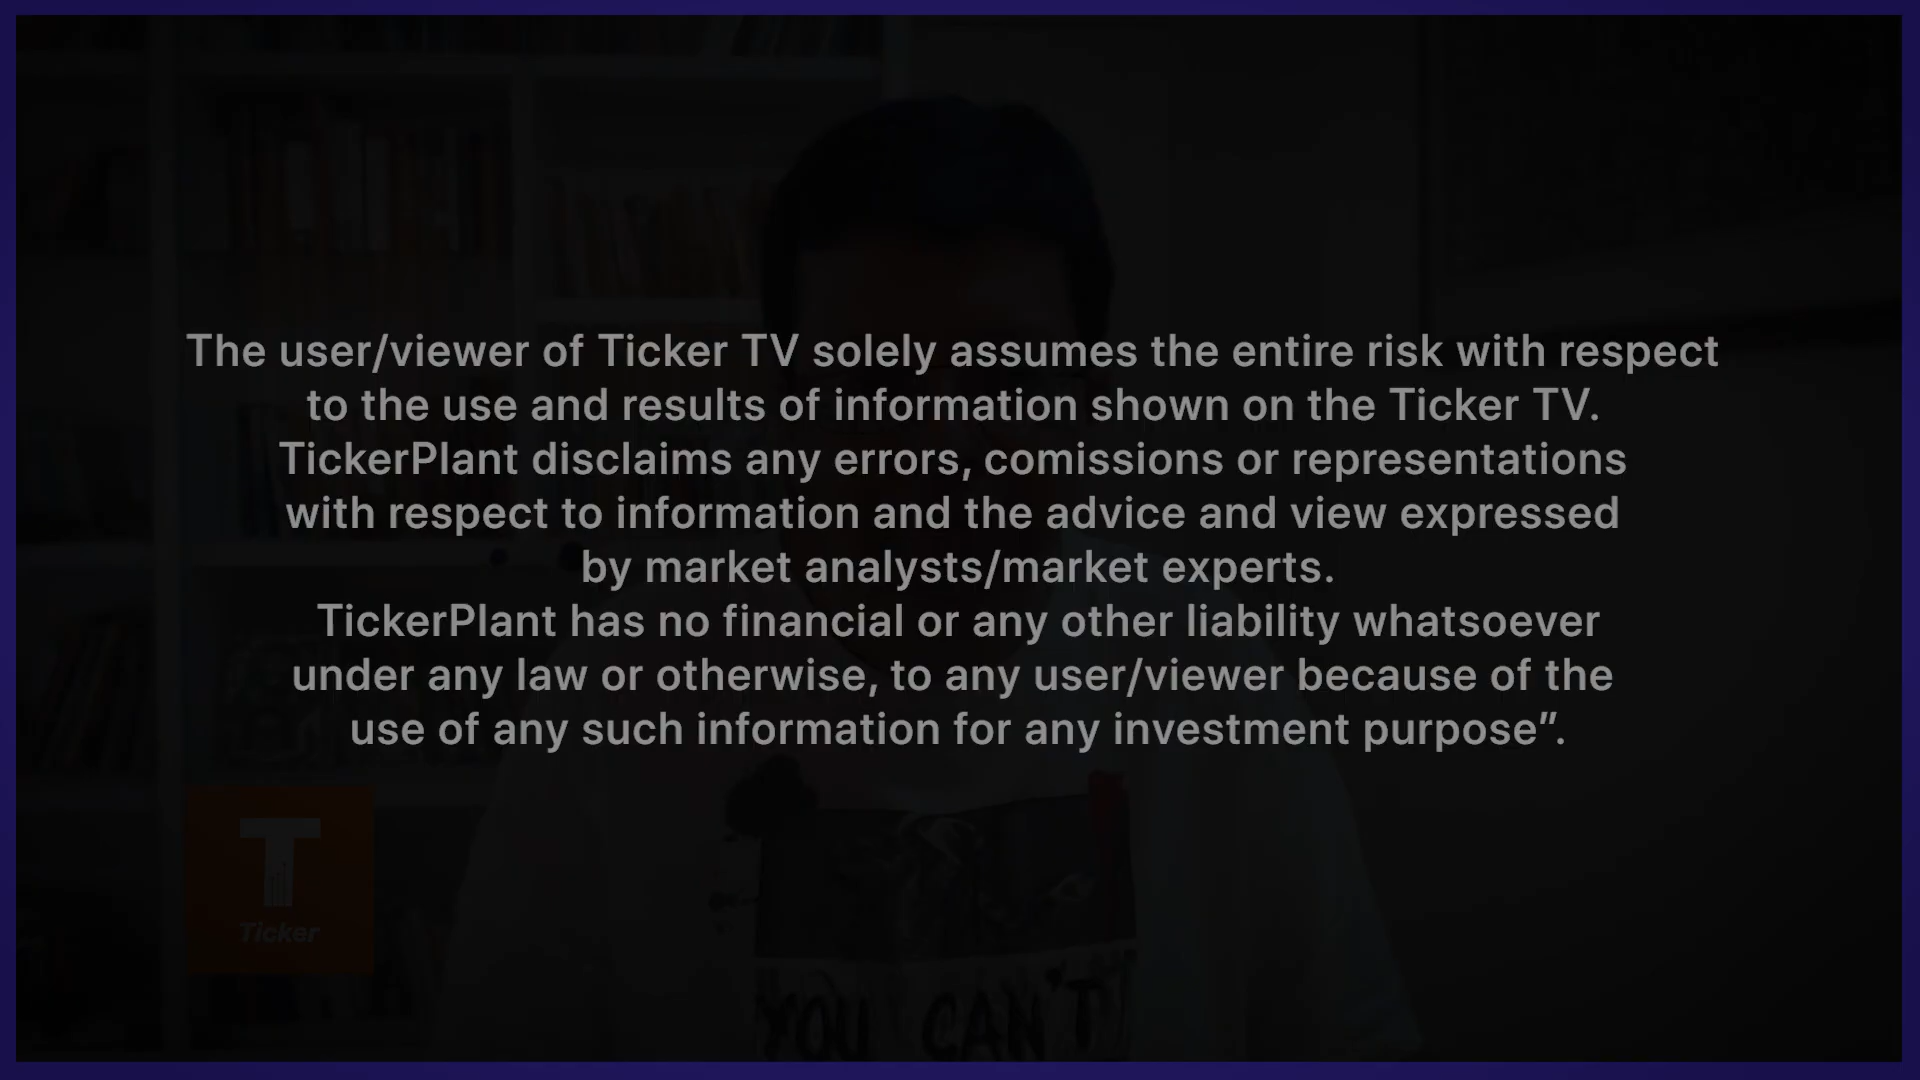 The user/viewer of Ticker TV solely assumes the entire risk with respect
to the use and results of information shown on the Ticker TV.
TickerPlant disclaims any errors, comissions or representations
with respect to information and the advice and view expressed
by market analysts/market experts.
TickerPlant has no financial or any other liability whatsoever
under any law or otherwise, to any user/viewer because of the
use of any such information for any investment purpose”.
T
Ticker
YOU CAN'T